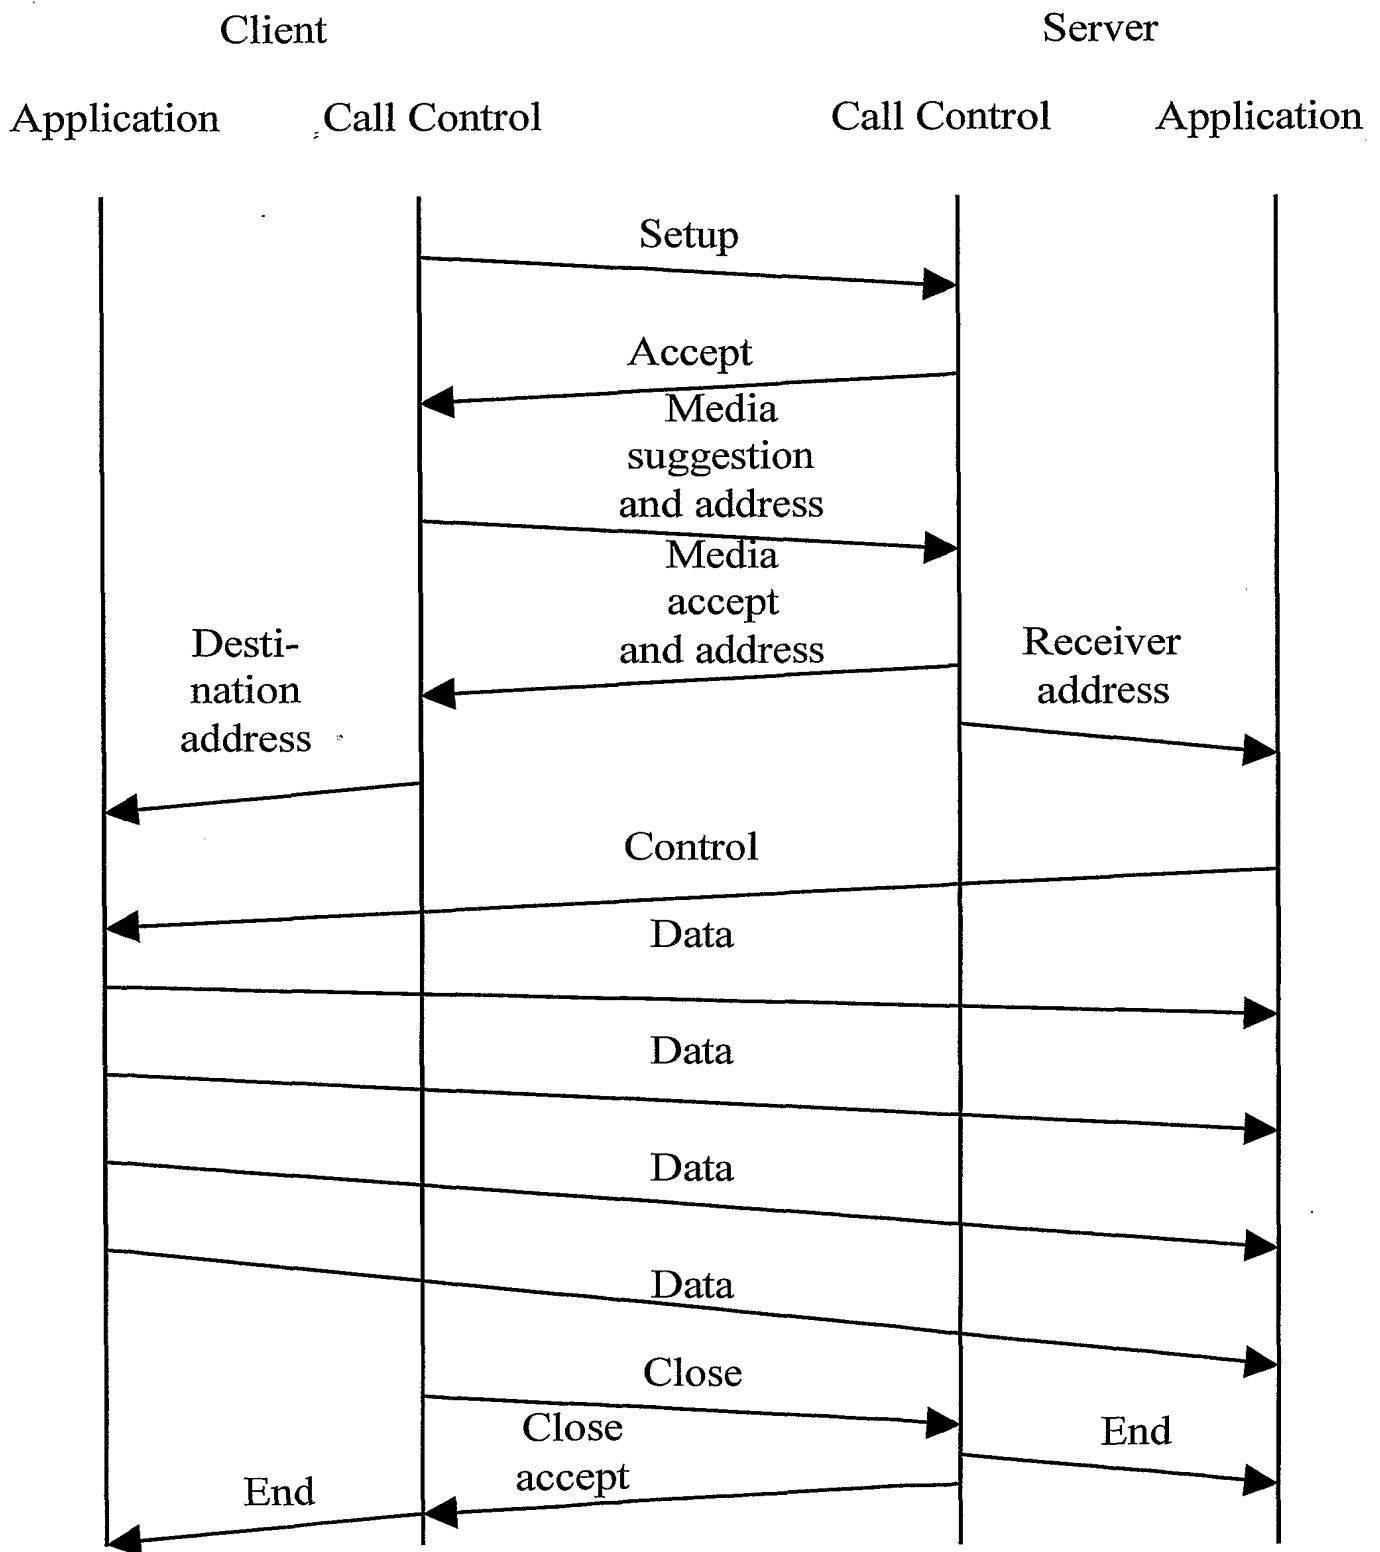 Client
Server
Application
Call Control
Call Control
Application
Setup
Accept
Media
suggestion
and address
Media
accept
and address
Desti-
nation
address
Receiver
address
Control
Data
Data
Data
Data
Close
Close
accept
End
End